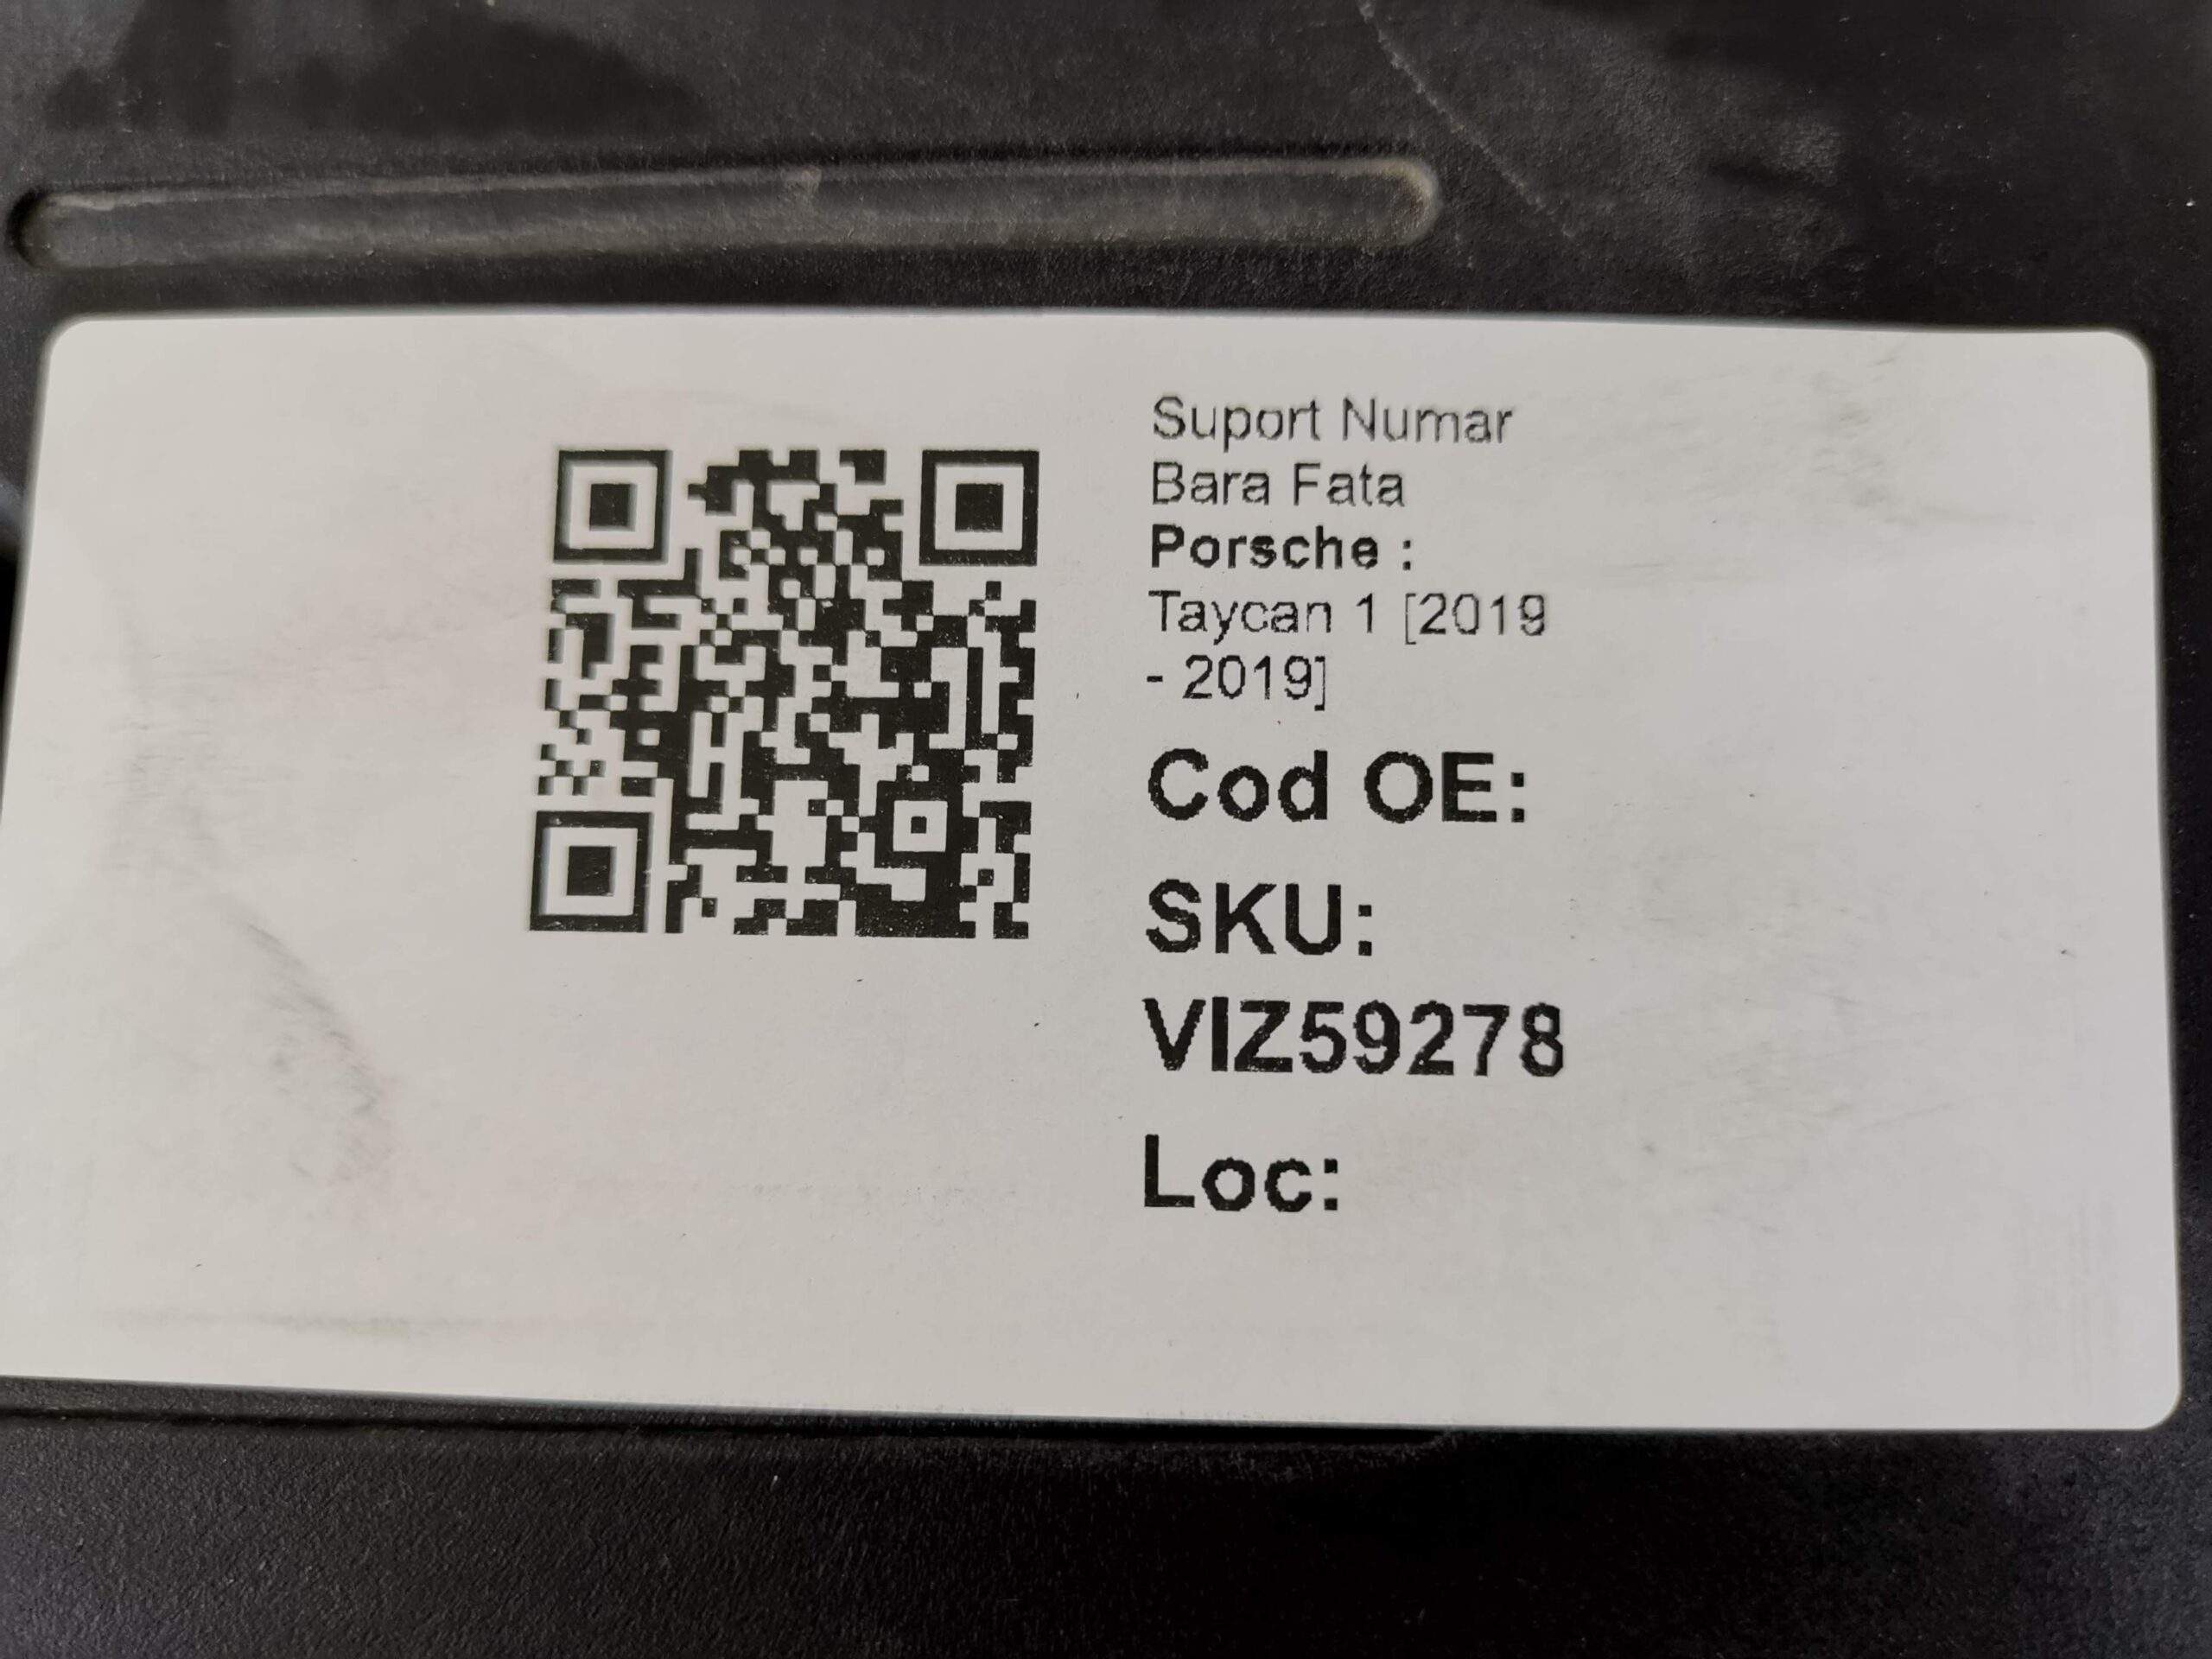 Suport Numar
Bara Fata
Porsche :
Taycan 1 [2019
- 2019]
Cod OE:
SKU:
VIZ59278
Loc: